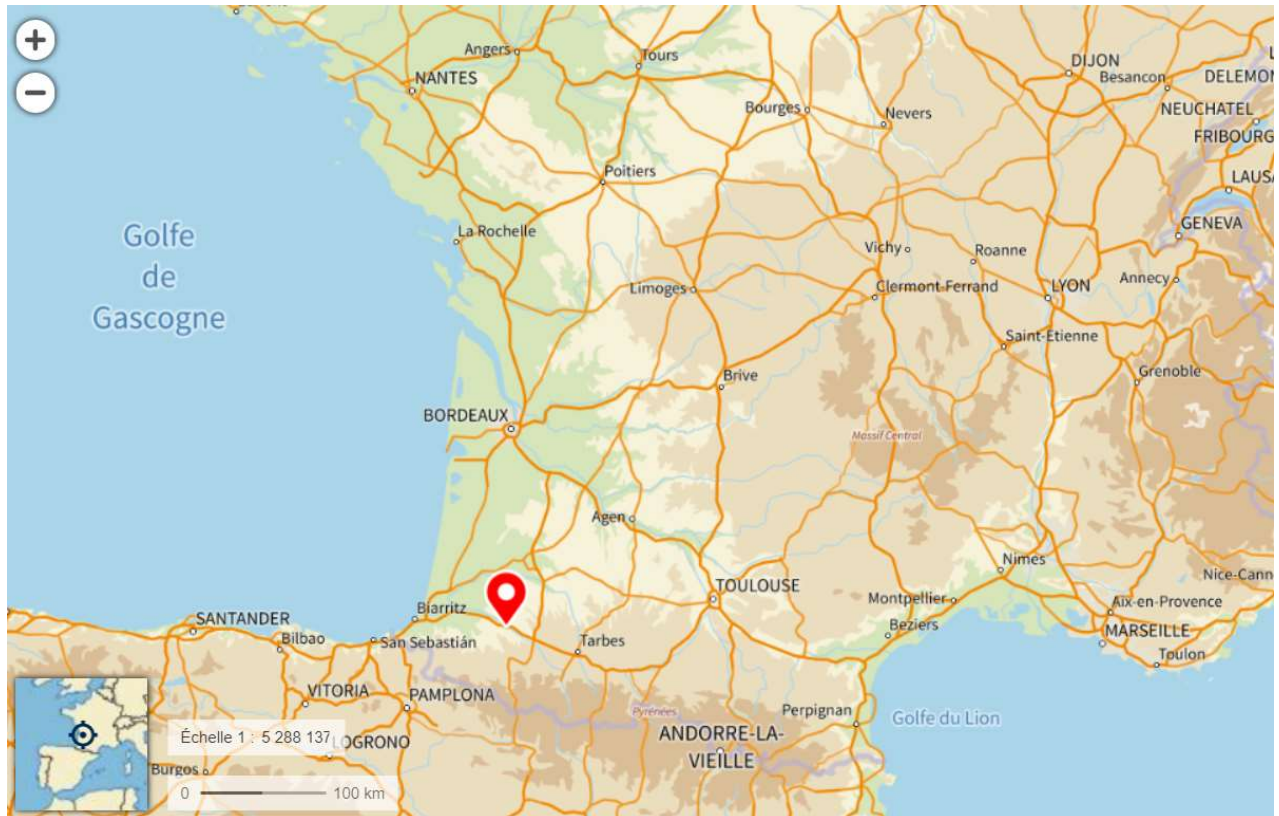 Angers
Tours
NANTES
DIJON
Besancon
DELEMON
NEUCHATEL
FRIBOURG
Bourges
Nevers
Poitiers
LAUSA
GENEVA
La Rochelle
Golfe
de
Gascogne
Vichy
Roanne
Annecy
Limoges
Clermont-Ferrand
LYON
Saint-Etienne
Grenoble
Brive
BORDEAUX
Massif Central
Agen
Nimes
TOULOUSE
Nice-Cann
Montpellier
Aix-en-Provence
Biarritz
SANTANDER
Beziers
MARSEILLE
Bilbao
San Sebastián
Tarbes
Toulon
VITORIA
PAMPLONA
Pyrénées
Perpignan
Golfe du Lion
ANDORRE-LA-
VIEILLE
Échelle 1 : 5 288 137
LOGRONO
Burgos
0 100 km